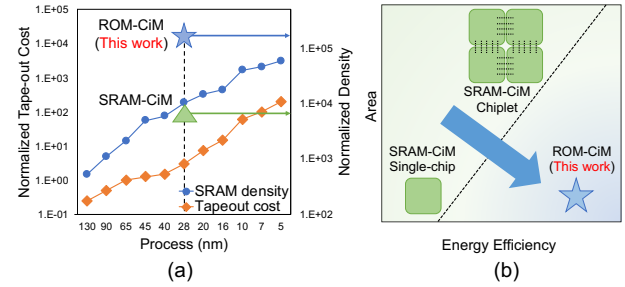 Normalized Tape-out
Cost
1.E+05
1.E+04
1.E+03
1.E+02
1.E+01
1.E+00
1.E-01
ROM-CiM
(This work)
SRAM-CiM
SRAM density
Tapeout cost
130 90 65 45 40 28 20 16 10 7 5
Process (nm)
1.E+05
1.E+04
1.E+03
1.E+02
Normalized Density
(a)
Area
SRAM-CiM
Chiplet
SRAM-CiM
Single-chip
ROM-CiM
(This work)
Energy Efficiency
(b)